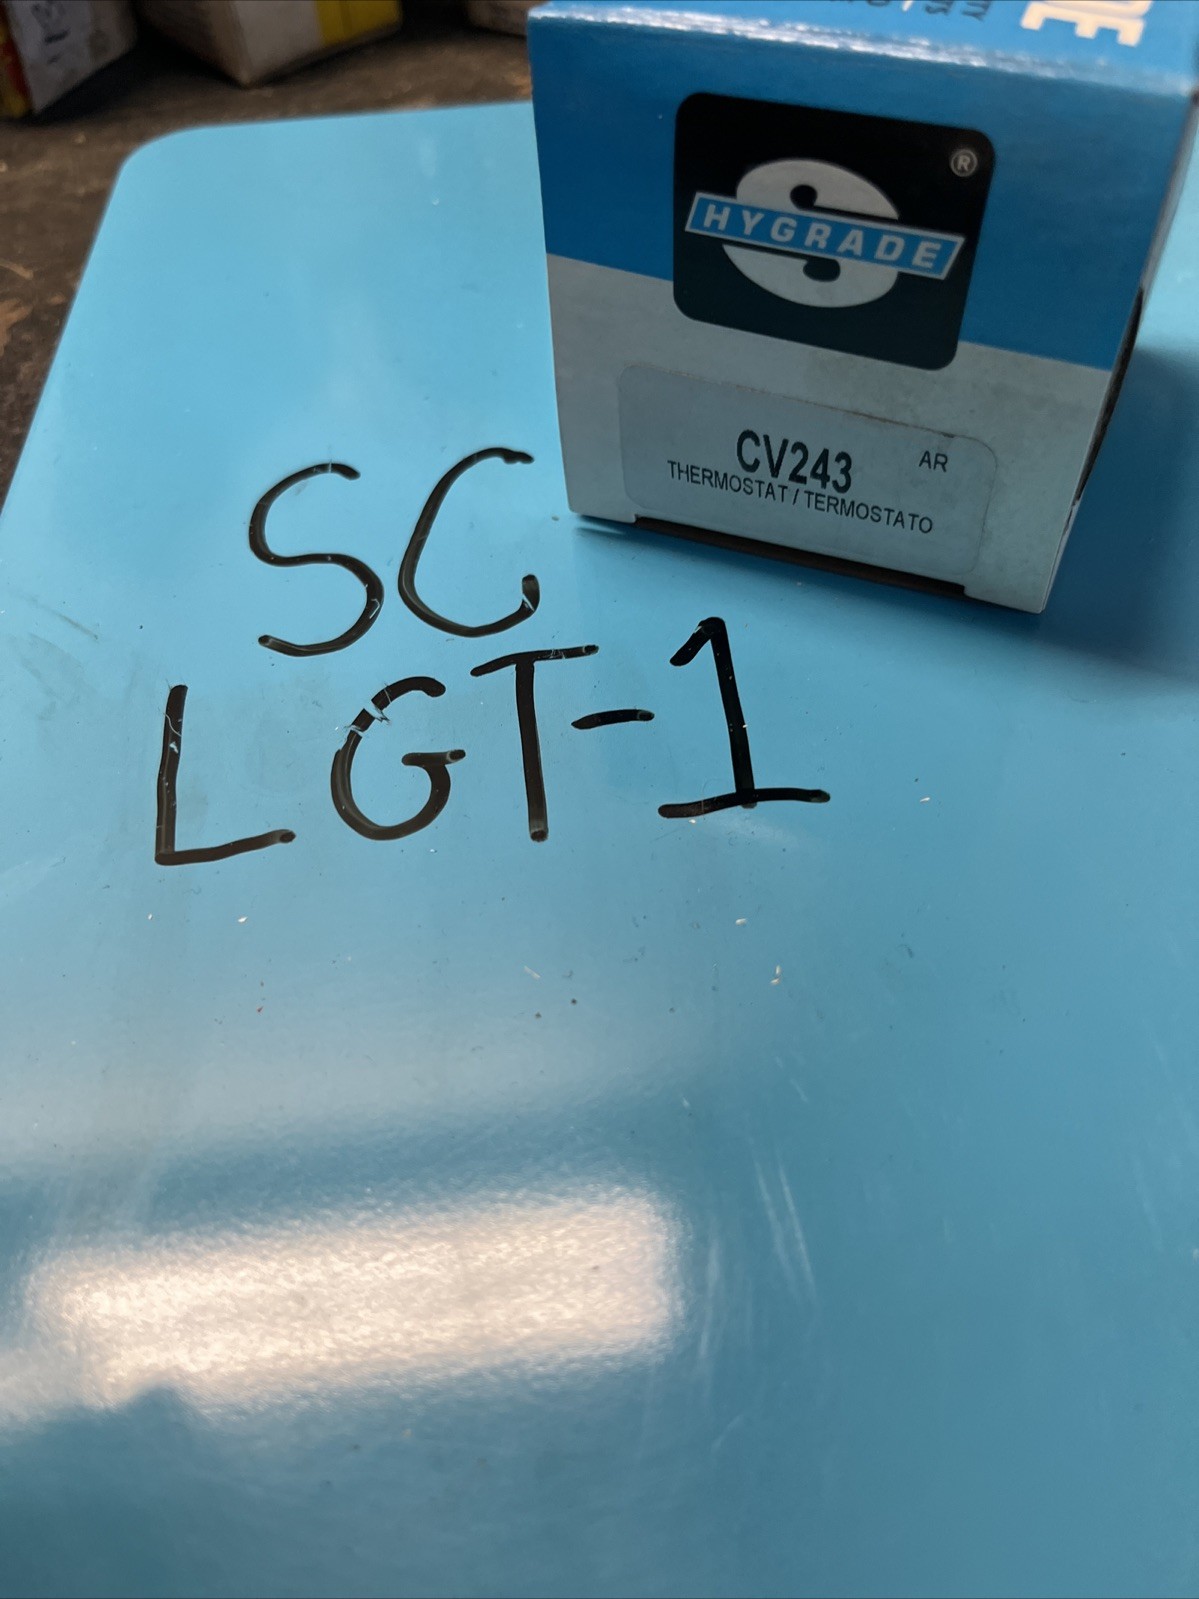 HYGRADE
®
CV243 AR
THERMOSTAT / TERMOSTATO
SC
LGT-1